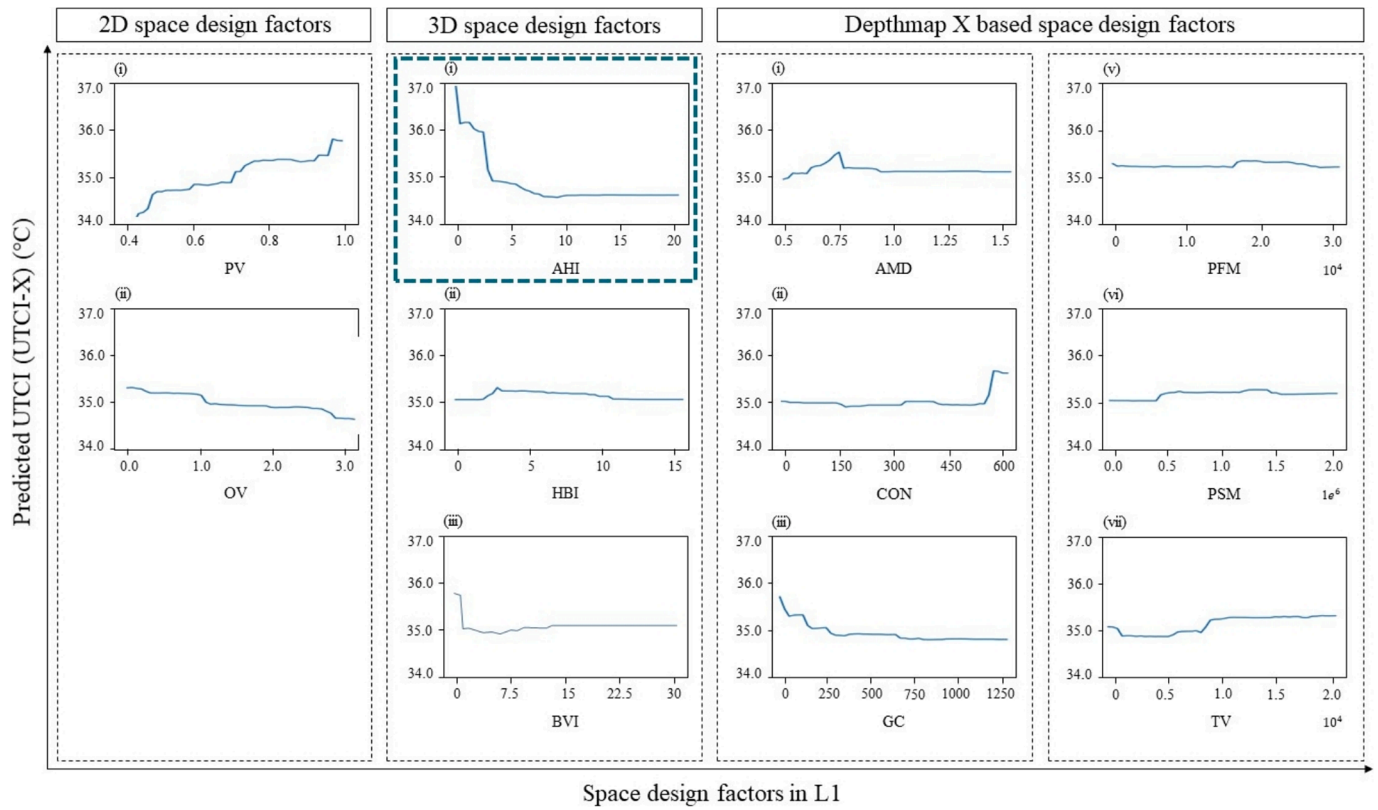 2D space design factors
3D space design factors
Depthmap X based space design factors
Predicted UTCI (UTCI-X) (°C)
(i)
37.0
36.0
35.0
34.0
0.4 0.6 0.8 1.0
PV
(ii)
37.0
36.0
35.0
34.0
0.0 1.0 2.0 3.0
OV
(i)
37.0
36.0
35.0
34.0
0 5 10 15 20
AHI
(ii)
37.0
36.0
35.0
34.0
0 5 10 15
HBI
(iii)
37.0
36.0
35.0
34.0
0 7.5 15 22.5 30
BVI
(i)
37.0
36.0
35.0
34.0
0.5 0.75 1.0 1.25 1.5
AMD
(ii)
37.0
36.0
35.0
34.0
0 150 300 450 600
CON
(iii)
37.0
36.0
35.0
34.0
0 250 500 750 1000 1250
GC
(v)
37.0
36.0
35.0
34.0
0 1.0 2.0 3.0
PFM 10⁴
(vi)
37.0
36.0
35.0
34.0
0.0 0.5 1.0 1.5 2.0
PSM 1e⁶
(vii)
37.0
36.0
35.0
34.0
0 0.5 1.0 1.5 2.0
TV 10⁴
Space design factors in L1